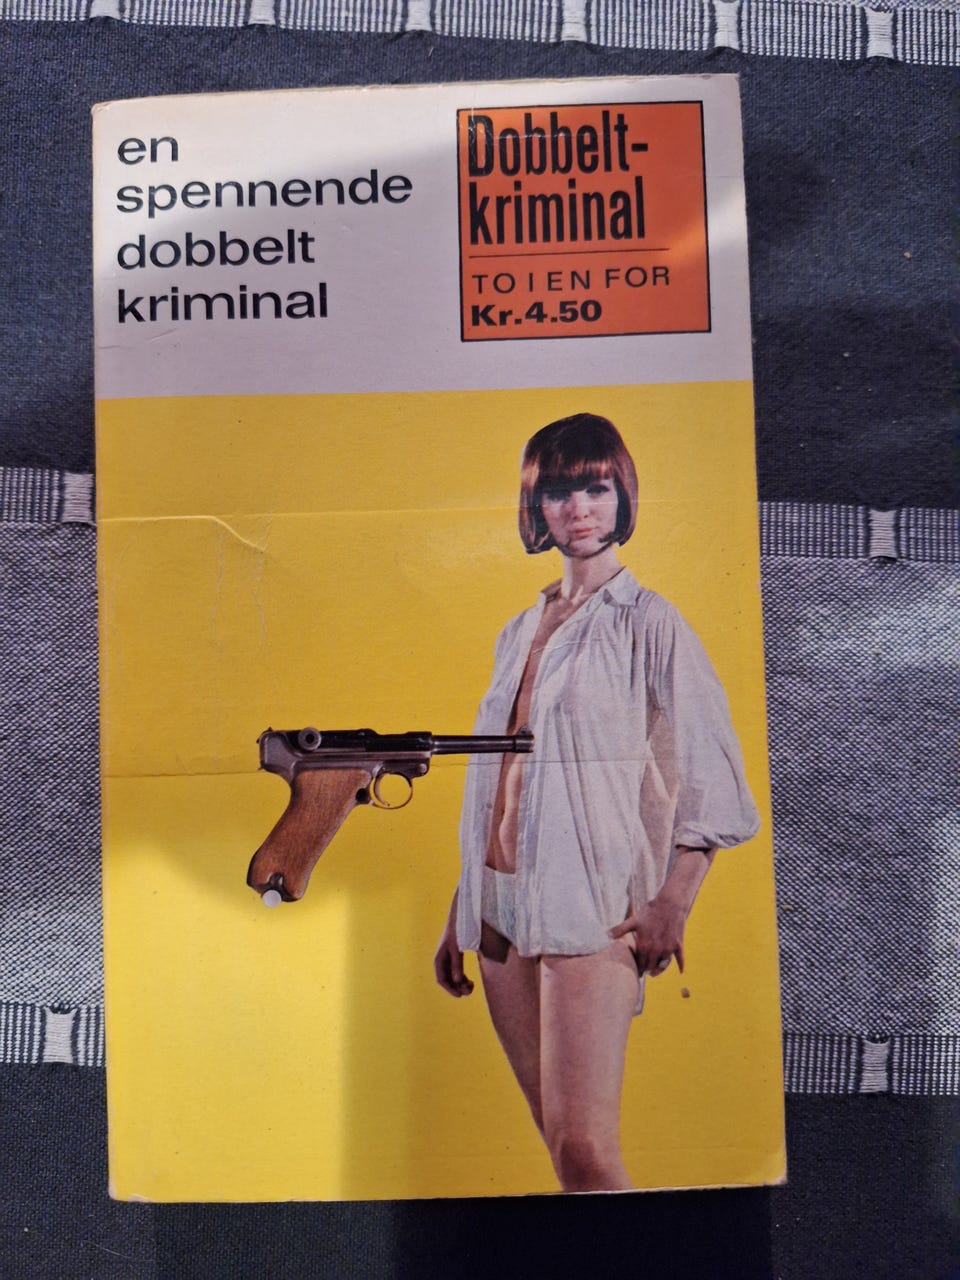 en
spennende
dobbelt
kriminal
Dobbelt-
kriminal
TO I EN FOR
Kr.4.50